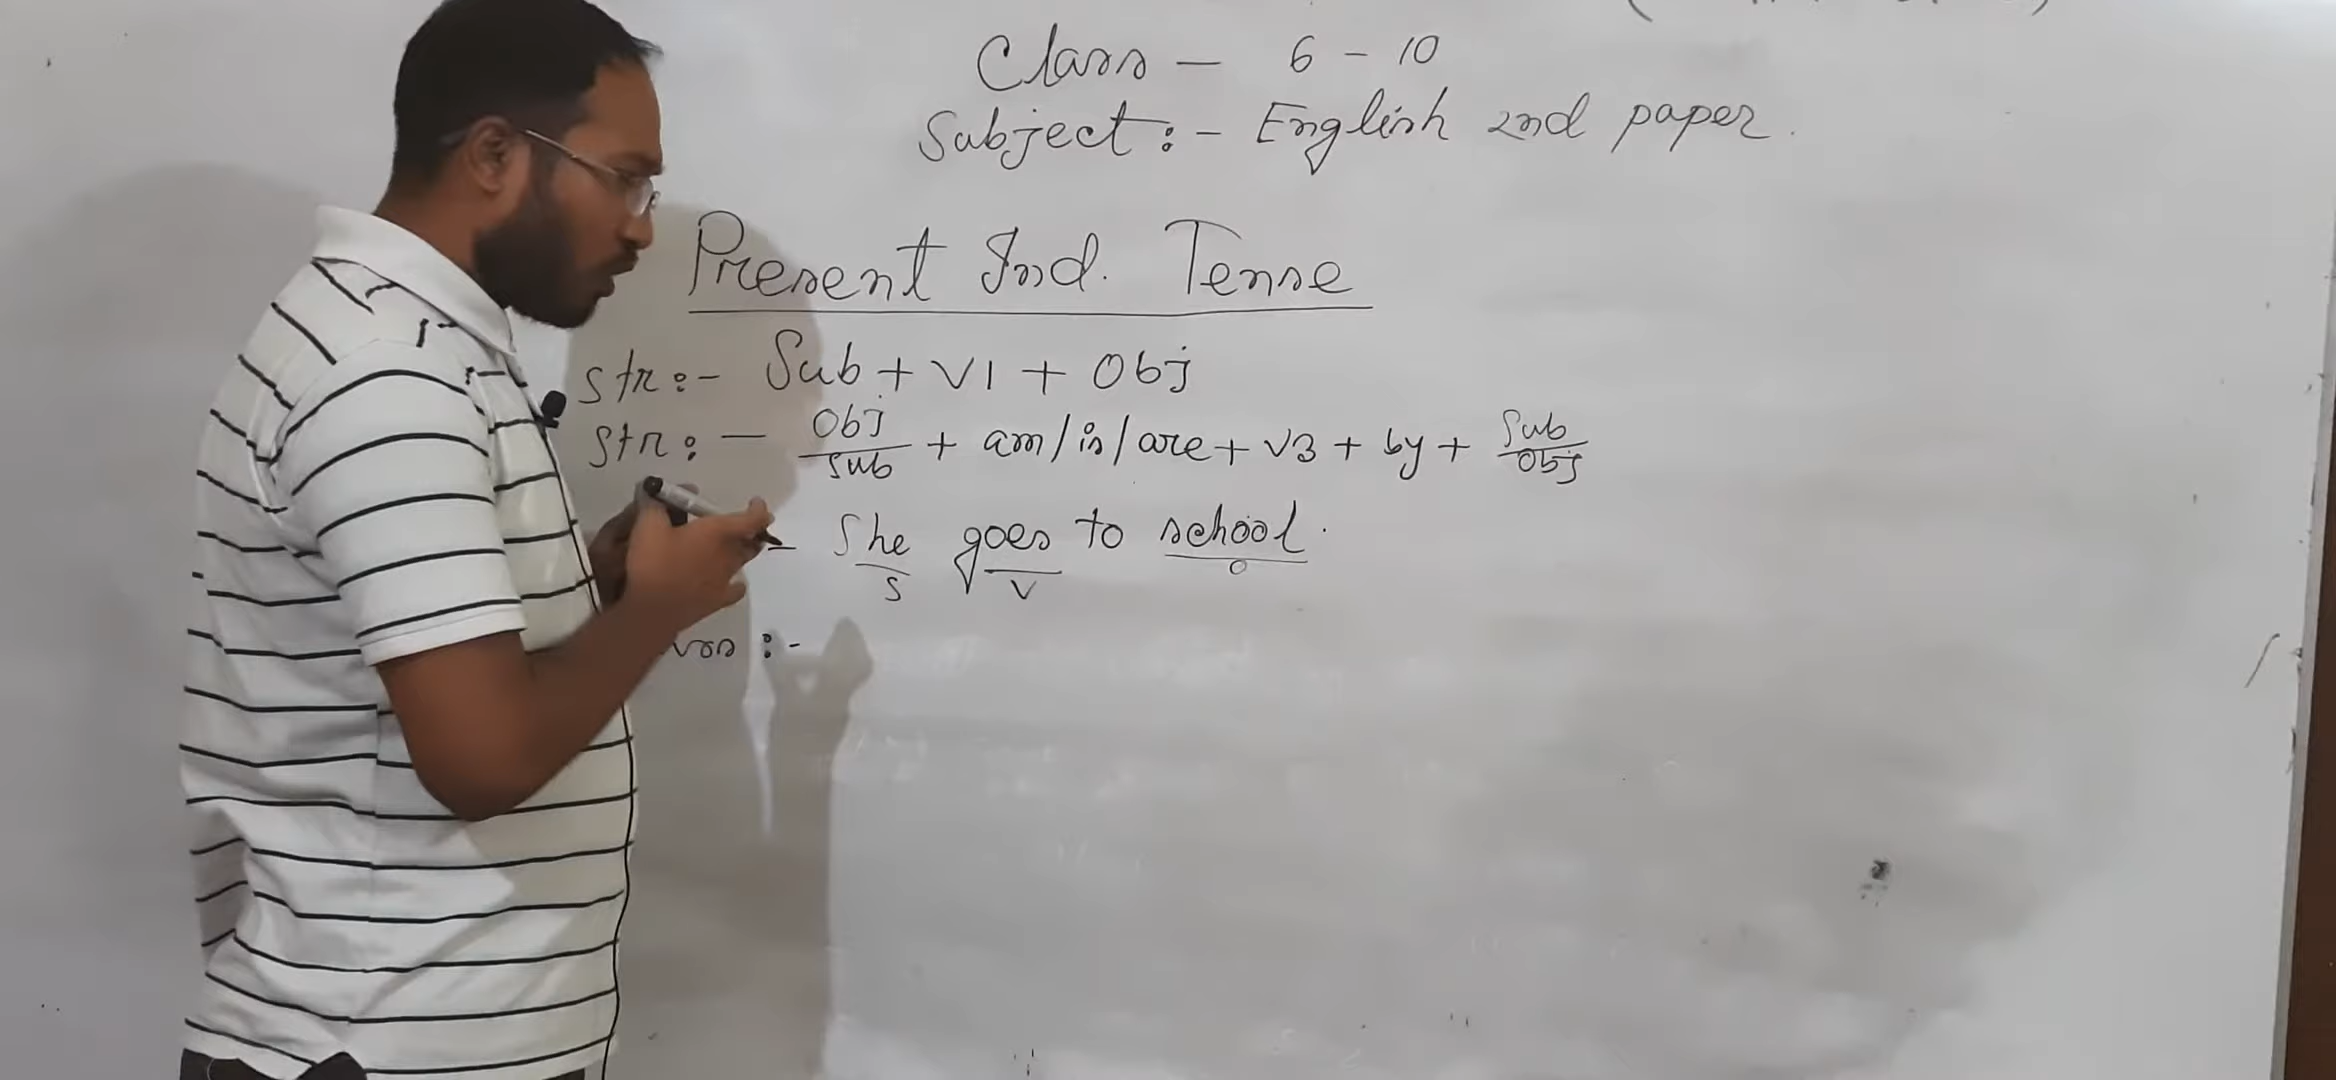 Class - 6 - 10
Subject :- English 2nd paper.
Present Ind. Tense
Str :- Sub + V1 + Obj
Str : - Obj/Sub + am/is/are + V3 + by + Sub/Obj
- She goes to school.
S V O
:-